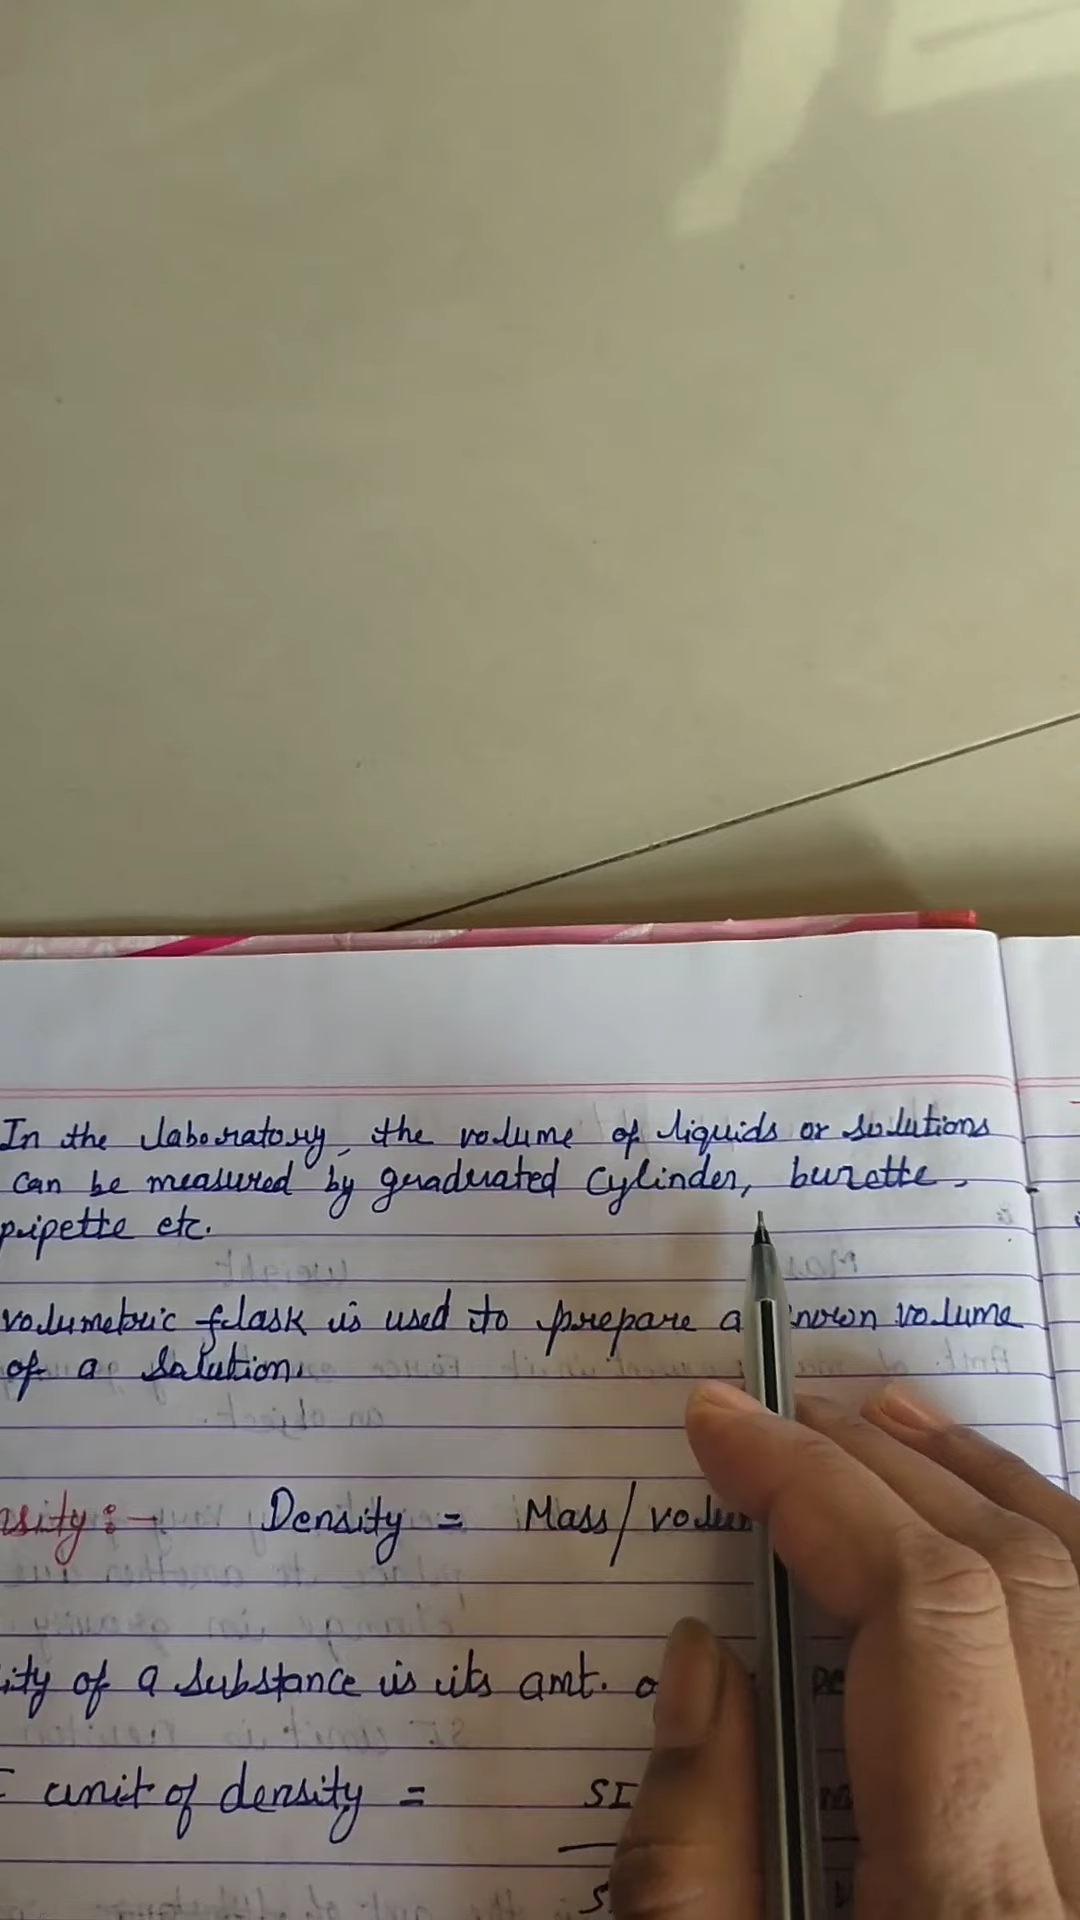 In the laboratory, the volume of liquids or solutions
can be measured by graduated cylinder, burette,
pipette etc.
volumetric flask is used to prepare a known volume
of a solution.
nsity :- Density = Mass / volum
ity of a substance is its amt. o
I unit of density = SI
S